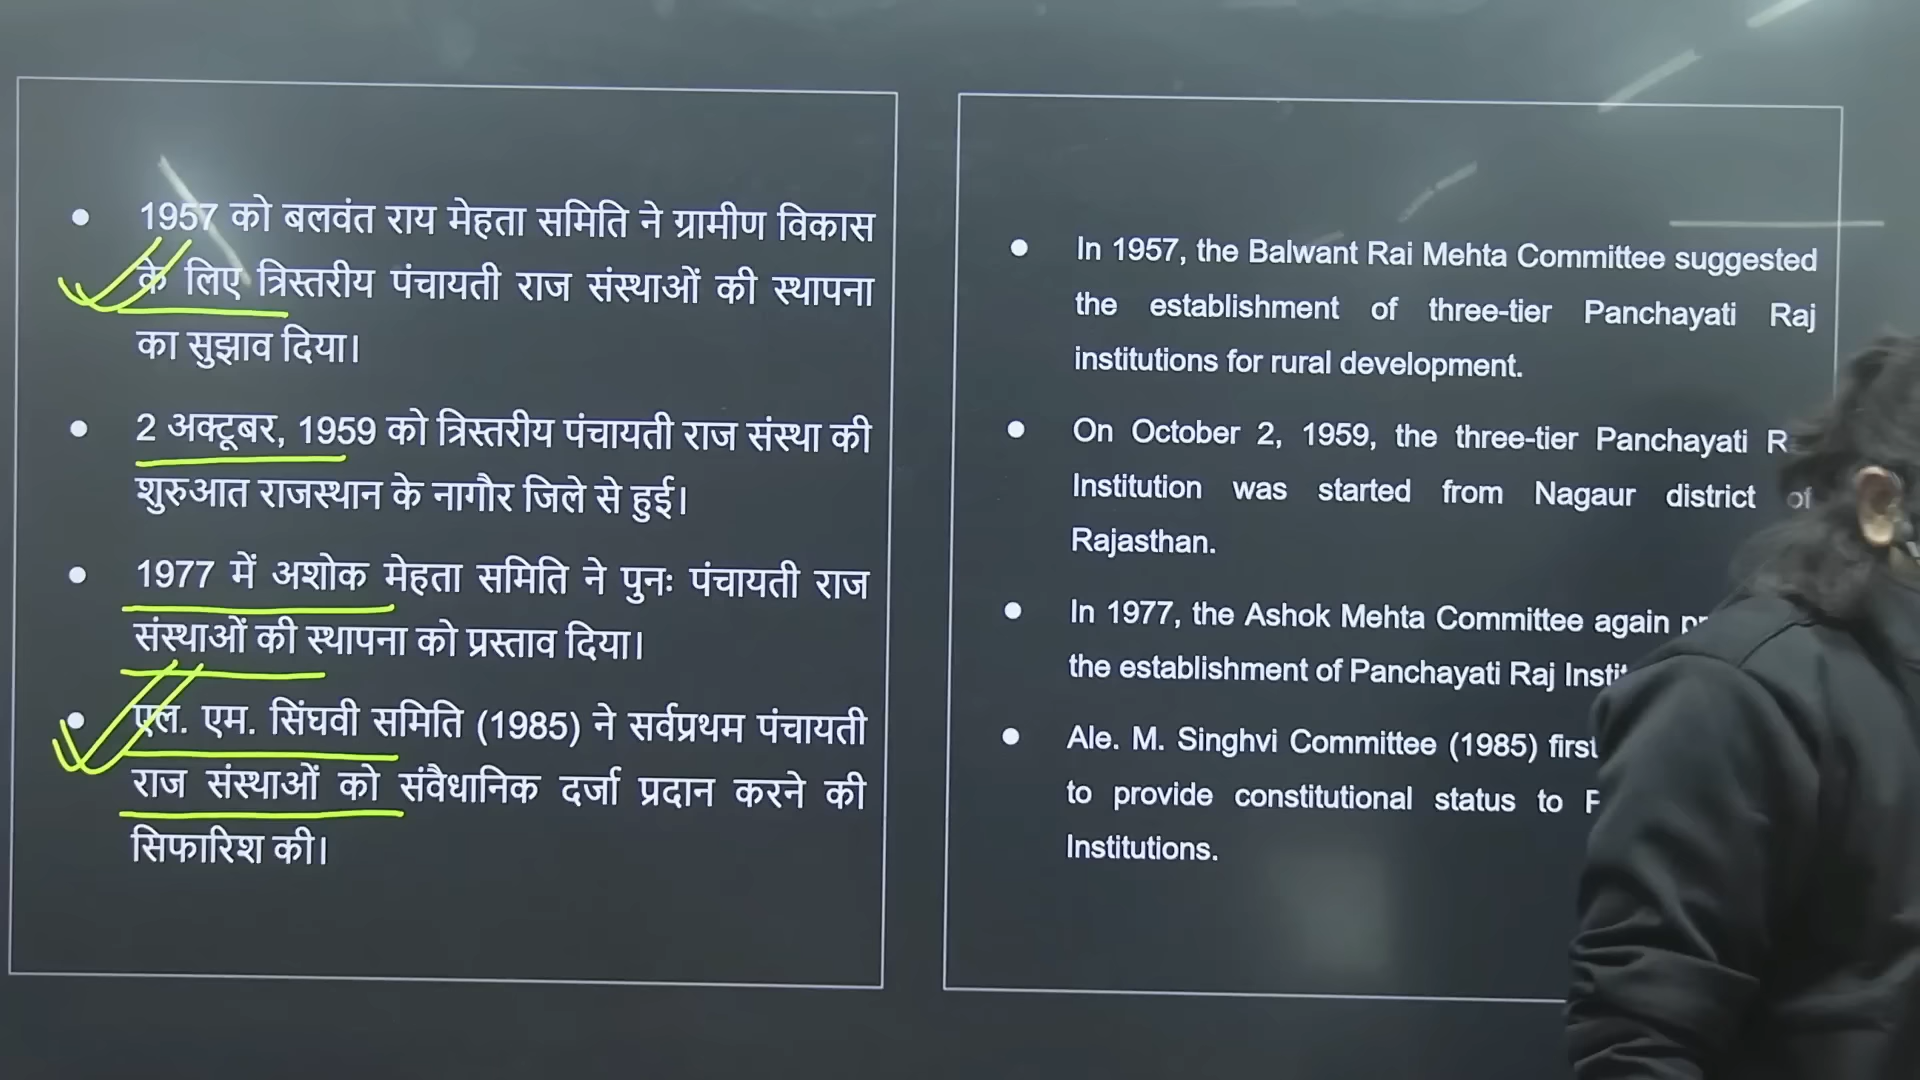 1957 को बलवंत राय मेहता समिति ने ग्रामीण विकास
के लिए त्रिस्तरीय पंचायती राज संस्थाओं की स्थापना
का सुझाव दिया।
2 अक्टूबर, 1959 को त्रिस्तरीय पंचायती राज संस्था की
शुरुआत राजस्थान के नागौर जिले से हुई।
1977 में अशोक मेहता समिति ने पुनः पंचायती राज
संस्थाओं की स्थापना को प्रस्ताव दिया।
एल. एम. सिंघवी समिति (1985) ने सर्वप्रथम पंचायती
राज संस्थाओं को संवैधानिक दर्जा प्रदान करने की
सिफारिश की।
In 1957, the Balwant Rai Mehta Committee suggested
the establishment of three-tier Panchayati Raj
institutions for rural development.
On October 2, 1959, the three-tier Panchayati
Institution was started from Nagaur district of
Rajasthan.
In 1977, the Ashok Mehta Committee again
the establishment of Panchayati Raj
Ale. M. Singhvi Committee (1985) first
to provide constitutional status to
Institutions.